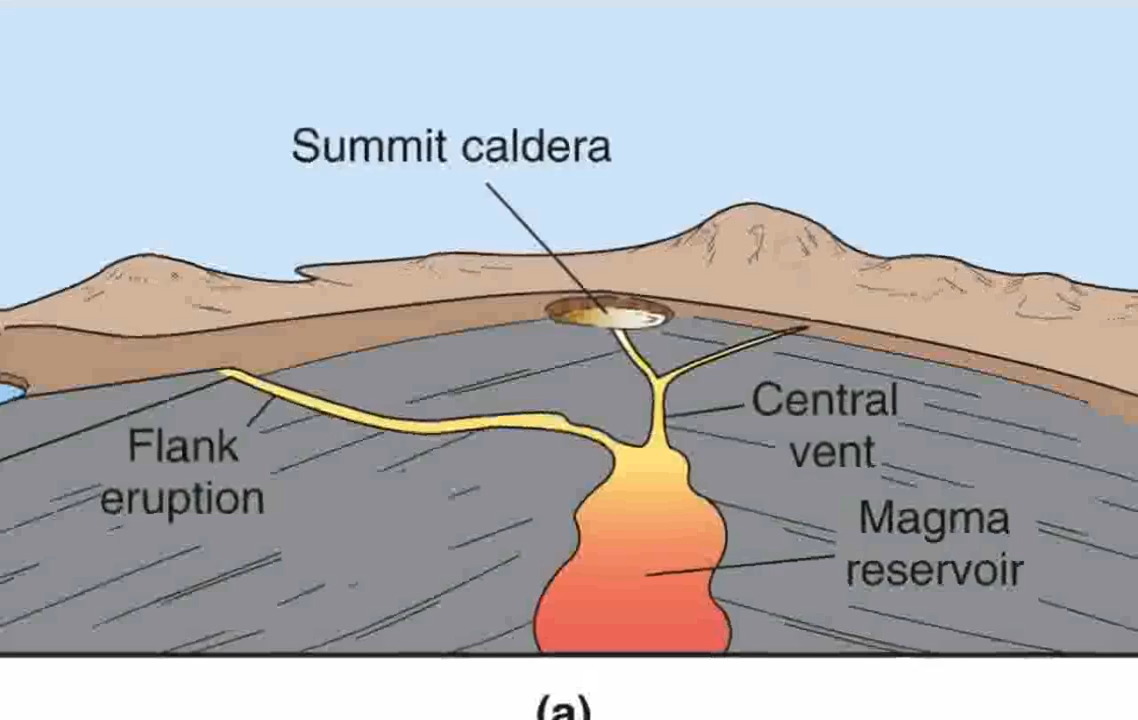 Summit caldera
Central
vent
Flank
eruption
Magma
reservoir
(a)